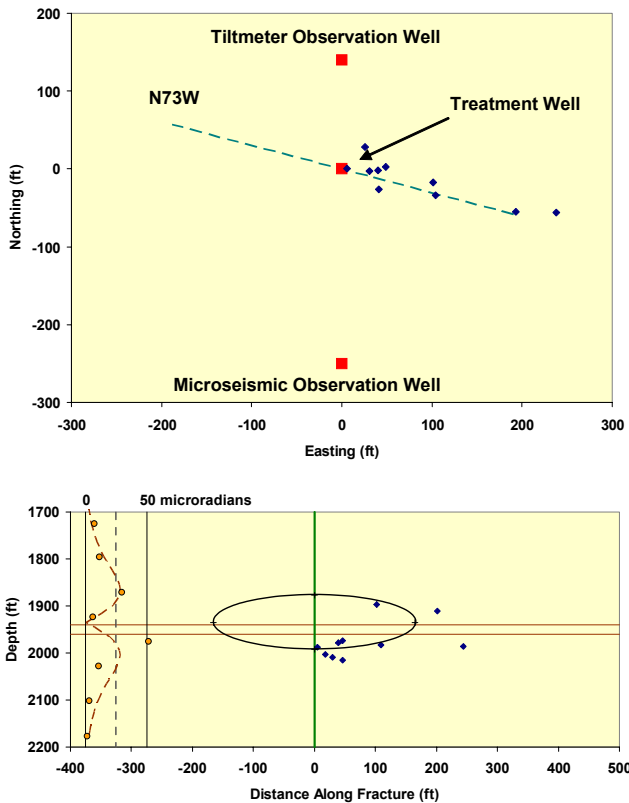 200
Tiltmeter Observation Well
100
N73W
Treatment Well
0
Northing (ft)
-100
-200
Microseismic Observation Well
-300
-300 -200 -100 0 100 200 300
Easting (ft)
0 50 microradians
1700
1800
1900
Depth (ft)
2000
2100
2200
-400 -300 -200 -100 0 100 200 300 400 500
Distance Along Fracture (ft)